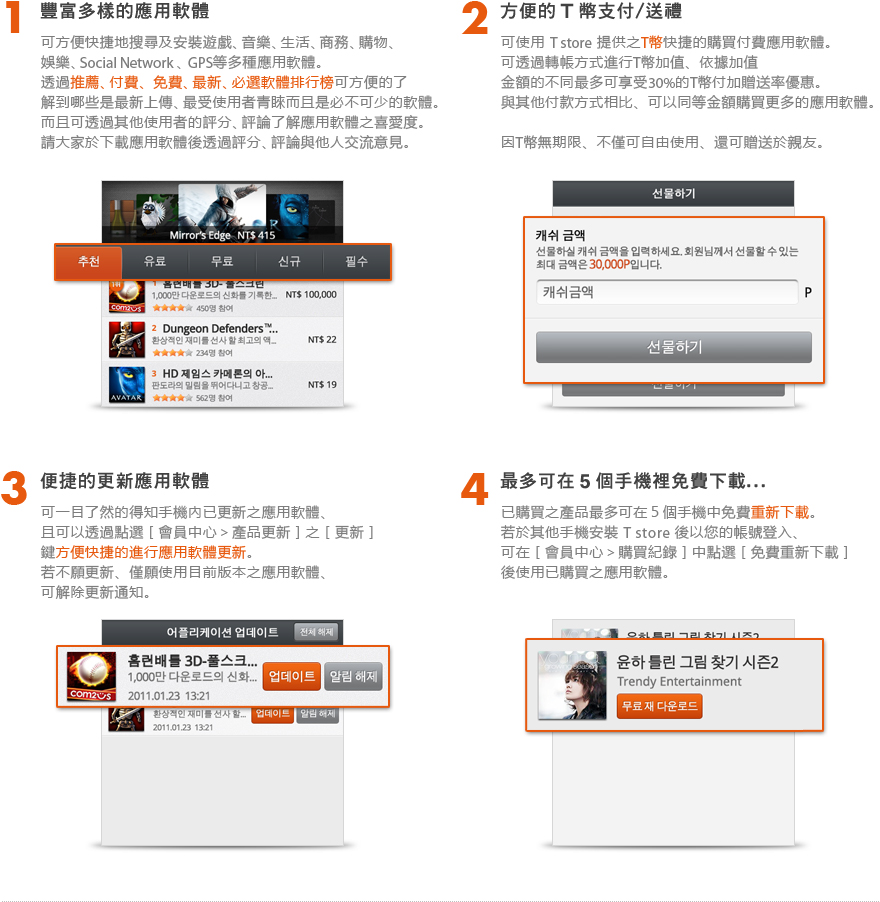 1 豐富多樣的應用軟體
可方便快捷地搜尋及安裝遊戲、音樂、生活、商務、購物、
娛樂、Social Network 、GPS等多種應用軟體。
透過推薦、付費、免費、最新、必選軟體排行榜可方便的了
解到哪些是最新上傳、最受使用者青睞而且是必不可少的軟體。
而且可透過其他使用者的評分、評論了解應用軟體之喜愛度。
請大家於下載應用軟體後透過評分、評論與他人交流意見。
Mirror's Edge NT$ 415
추천 유료 무료 신규 필수
1 홈런배틀 3D- 풀스크린
1,000만 다운로드의 신화를 기록한... NT$ 100,000
COM2US
450명 참여
2 Dungeon Defenders™...
환상적인 재미를 선사 할 최고의 액... NT$ 22
234명 참여
3 HD 제임스 카메론의 아...
판도라의 밀림을 뛰어다니고 창공... NT$ 19
AVATAR
562명 참여
2 方便的 T 幣支付/送禮
可使用 T store 提供之T幣快捷的購買付費應用軟體。
可透過轉帳方式進行T幣加值、依據加值
金額的不同最多可享受30%的T幣付加贈送率優惠。
與其他付款方式相比、可以同等金額購買更多的應用軟體。
因T幣無期限、不僅可自由使用、還可贈送於親友。
선물하기
캐쉬 금액
선물하실 캐쉬 금액을 입력하세요. 회원님께서 선물할 수 있는
최대 금액은 30,000P입니다.
캐쉬금액 P
선물하기
선물하기
3 便捷的更新應用軟體
可一目了然的得知手機內已更新之應用軟體、
且可以透過點選 [ 會員中心 > 產品更新 ] 之 [ 更新 ]
鍵方便快捷的進行應用軟體更新。
若不願更新、僅願使用目前版本之應用軟體、
可解除更新通知。
어플리케이션 업데이트 전체 해제
홈런배틀 3D-풀스크...
1,000만 다운로드의 신화... 업데이트 알림 해제
COM2US
2011.01.23 13:21
환상적인 재미를 선사 할... 업데이트 알림 해제
2011.01.23 13:21
4 最多可在 5 個手機裡免費下載...
已購買之產品最多可在 5 個手機中免費重新下載。
若於其他手機安裝 T store 後以您的帳號登入、
可在 [ 會員中心 > 購買紀錄 ] 中點選 [ 免費重新下載 ]
後使用已購買之應用軟體。
윤하 틀린 그림 찾기 시즌2
윤하 틀린 그림 찾기 시즌2
Trendy Entertainment
무료 재 다운로드